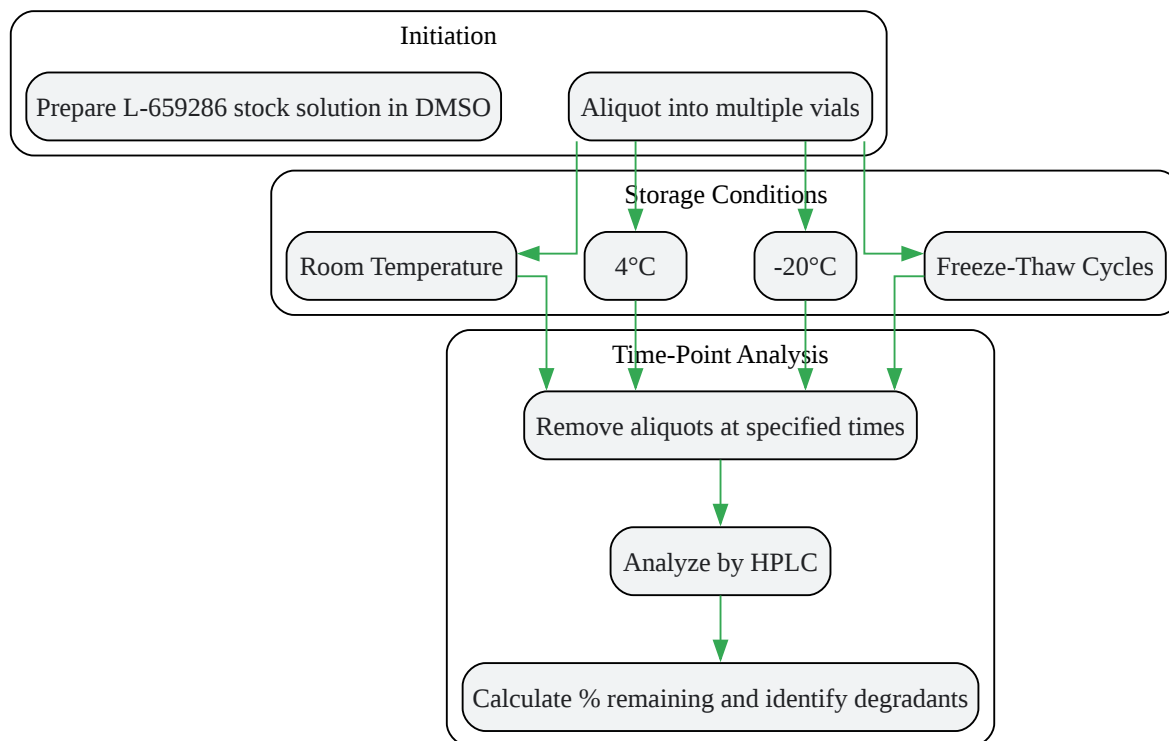 Initiation
Prepare L-659286 stock solution in DMSO
Aliquot into multiple vials
Storage Conditions
Room Temperature
4°C
-20°C
Freeze-Thaw Cycles
Time-Point Analysis
Remove aliquots at specified times
Analyze by HPLC
Calculate % remaining and identify degradants